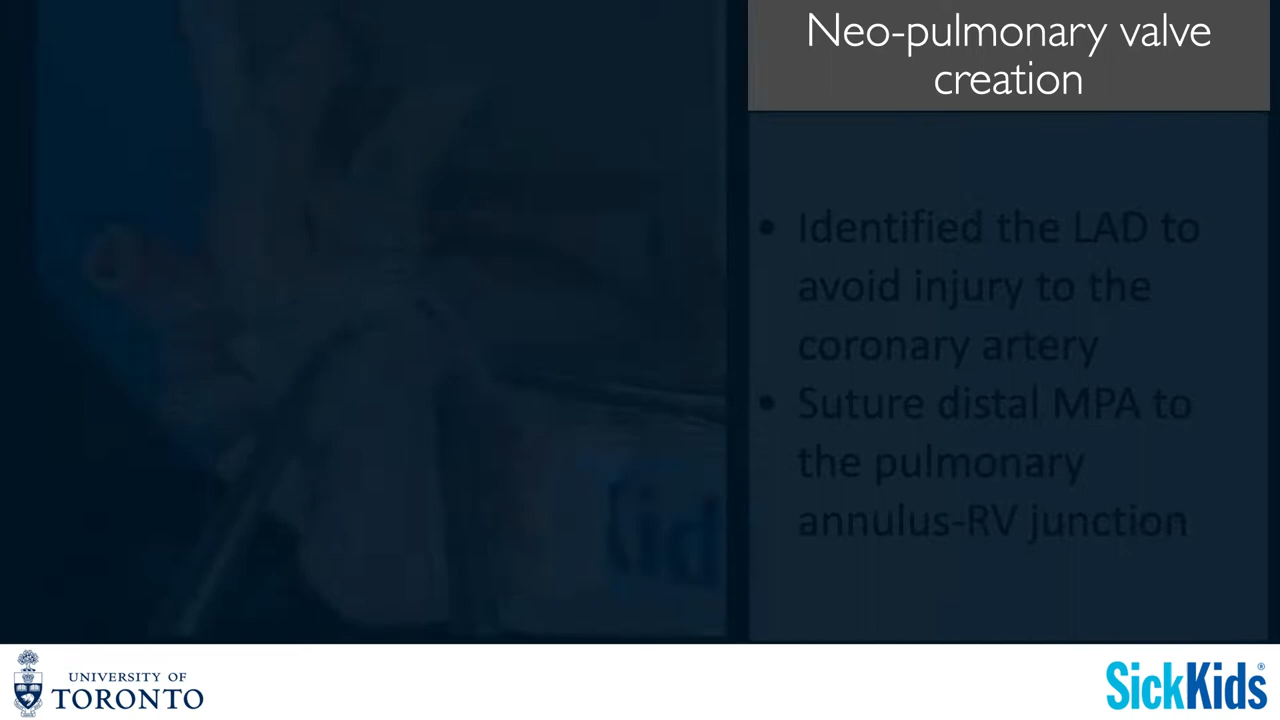 Neo-pulmonary valve
creation
• Identified the LAD to
avoid injury to the
coronary artery
• Suture distal MPA to
the pulmonary
annulus-RV junction
id
UNIVERSITY OF
TORONTO
SickKids®